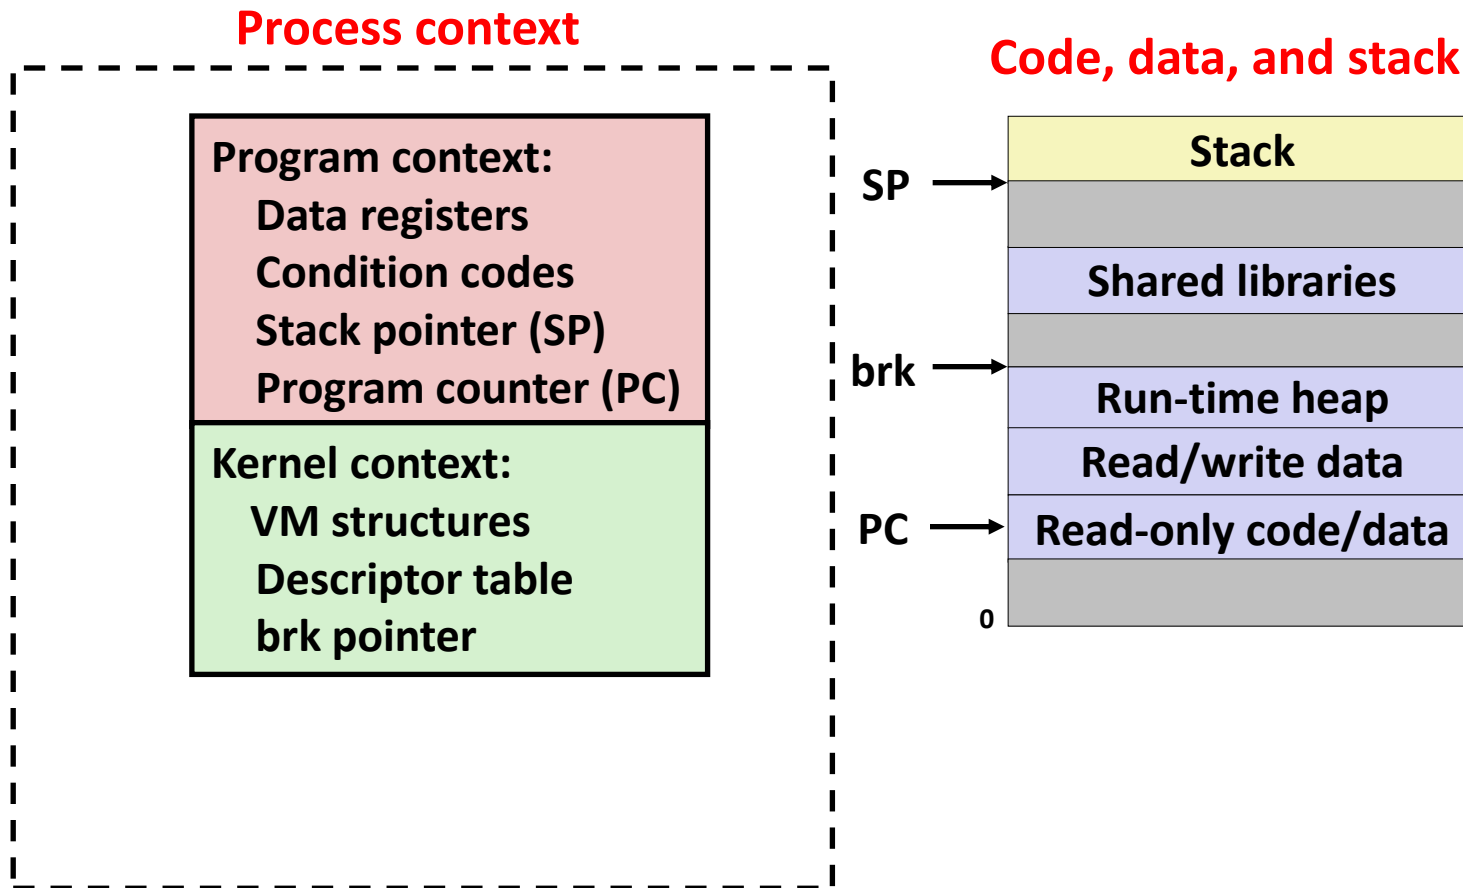 Process context
Program context:
Data registers
Condition codes
Stack pointer (SP)
Program counter (PC)
Kernel context:
VM structures
Descriptor table
brk pointer
Code, data, and stack
Stack
SP
Shared libraries
brk
Run-time heap
Read/write data
PC
Read-only code/data
0